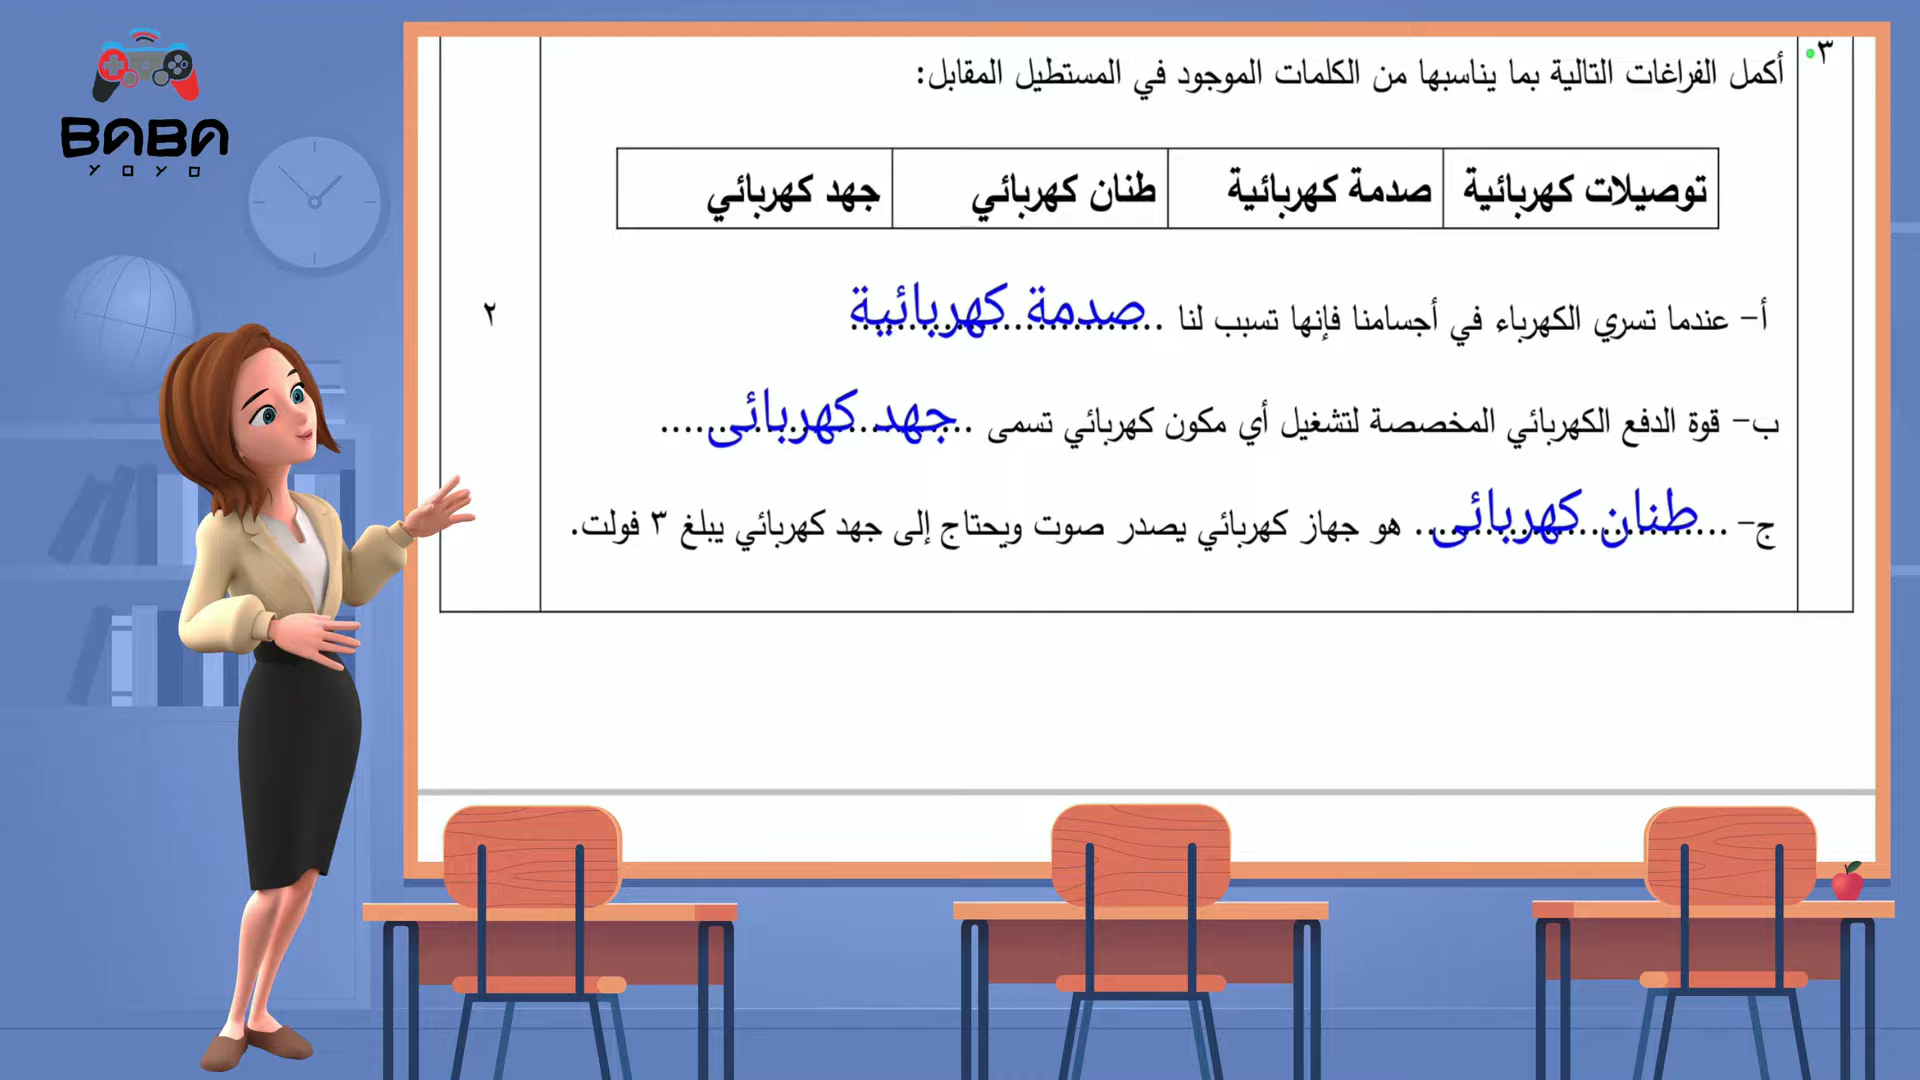 BABA
YOYO
٣
أكمل الفراغات التالية بما يناسبها من الكلمات الموجود في المستطيل المقابل:
توصيلات كهربائية صدمة كهربائية طنان كهربائي جهد كهربائي
أ- عندما تسري الكهرباء في أجسامنا فإنها تسبب لنا .......................... صدمة كهربائية
٢
ب- قوة الدفع الكهربائي المخصصة لتشغيل أي مكون كهربائي تسمى .......................... جهد كهربائى
ج- .......................... طنان كهربائى هو جهاز كهربائي يصدر صوت ويحتاج إلى جهد كهربائي يبلغ ٣ فولت.